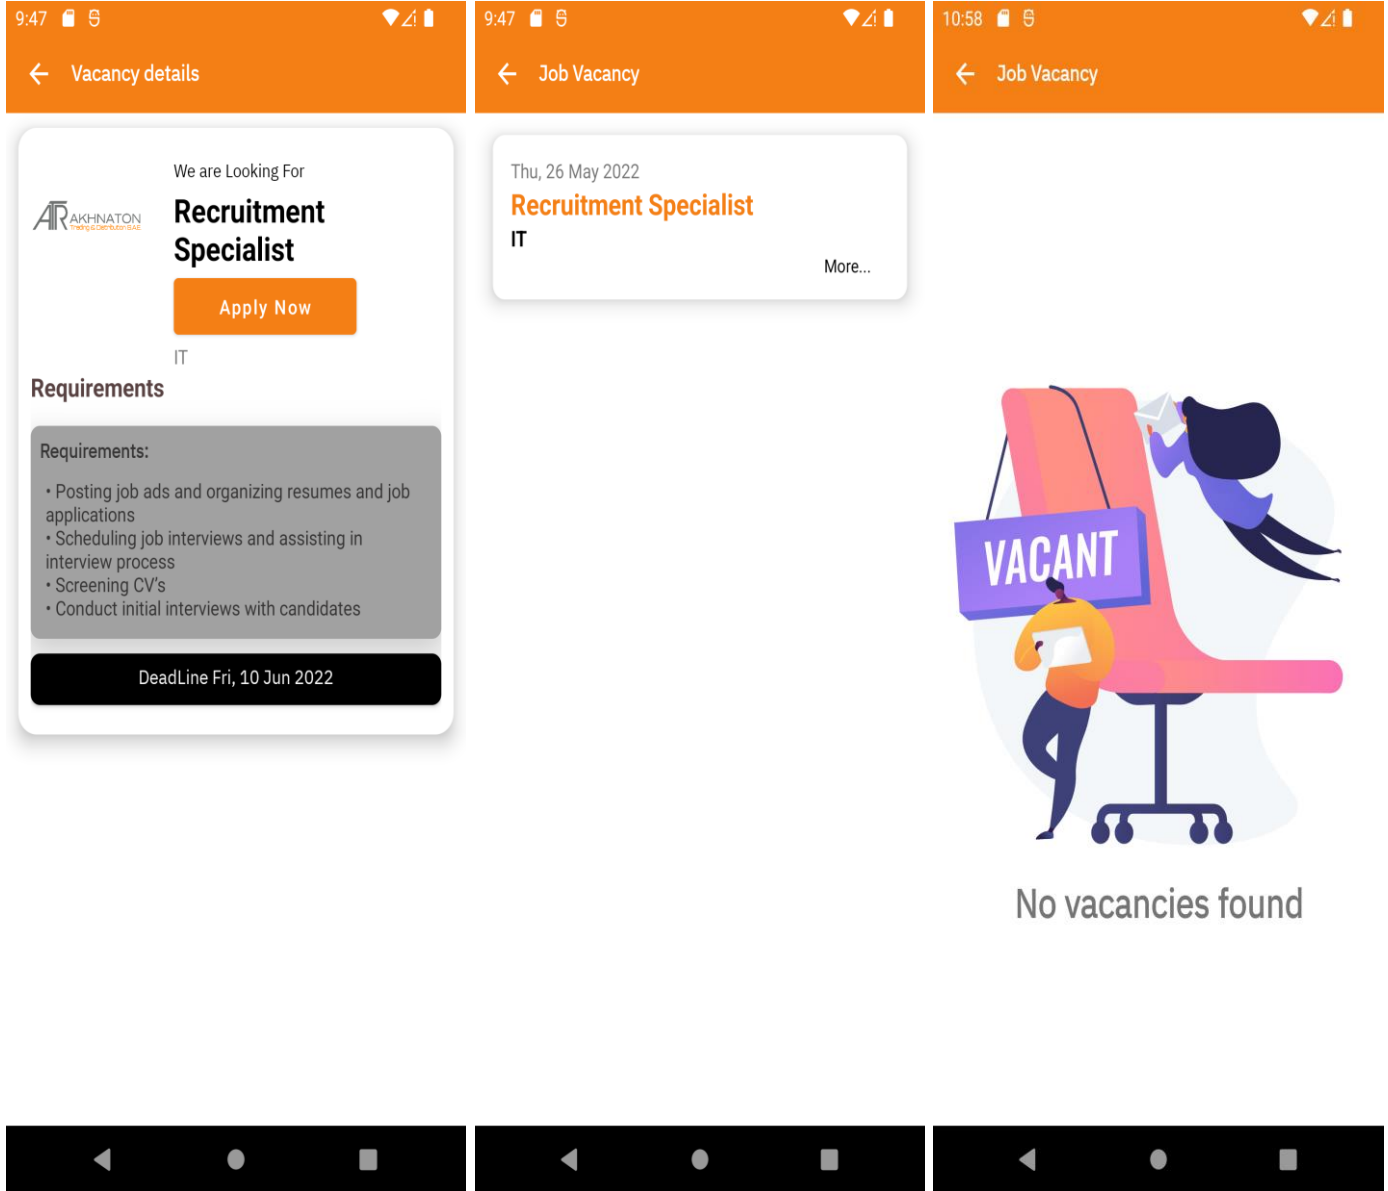 9:47
Vacancy details
We are Looking For
Recruitment
Specialist
AKHNATON
Trading & Distribution S.A.E
Apply Now
IT
Requirements
Requirements:
• Posting job ads and organizing resumes and job
applications
• Scheduling job interviews and assisting in
interview process
• Screening CV's
• Conduct initial interviews with candidates
DeadLine Fri, 10 Jun 2022
9:47
Job Vacancy
Thu, 26 May 2022
Recruitment Specialist
IT
More...
10:58
Job Vacancy
VACANT
No vacancies found